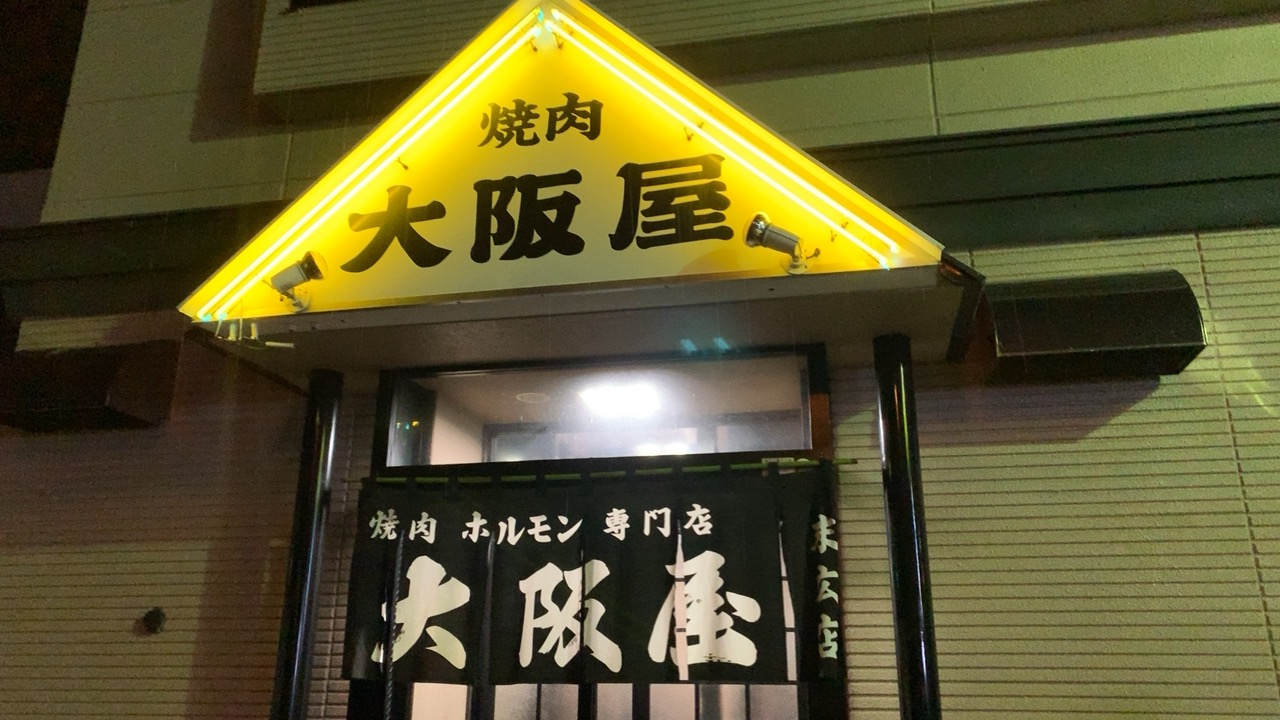 焼肉
大阪屋
焼肉 ホルモン 専門店
大阪屋
末広店